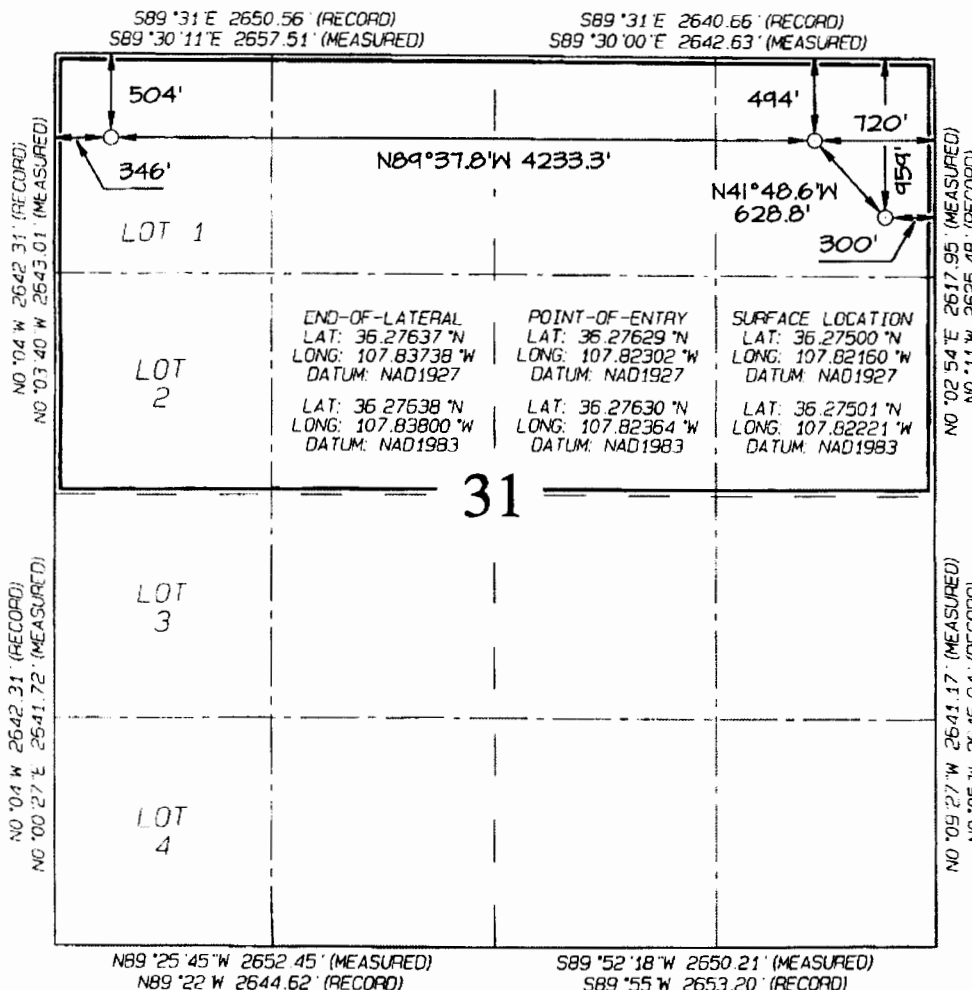 S89°31'E 2650.56' (RECORD)
S89°30'11"E 2657.51' (MEASURED)
S89°31'E 2640.66' (RECORD)
S89°30'00"E 2642.63' (MEASURED)
504'
494'
720'
N89°37.8'W 4233.3'
346'
N41°48.6'W
628.8'
959'
300'
N0°04'W 2642.31' (RECORD)
N0°03'40"W 2643.01' (MEASURED)
N0°02'54"E 2617.95' (MEASURED)
LOT 1
LOT
2
END-OF-LATERAL
LAT: 36.27637°N
LONG: 107.83738°W
DATUM: NAD1927
LAT: 36.27638°N
LONG: 107.83800°W
DATUM: NAD1983
POINT-OF-ENTRY
LAT: 36.27629°N
LONG: 107.82302°W
DATUM: NAD1927
LAT: 36.27630°N
LONG: 107.82364°W
DATUM: NAD1983
SURFACE LOCATION
LAT: 36.27500°N
LONG: 107.82160°W
DATUM: NAD1927
LAT: 36.27501°N
LONG: 107.82221°W
DATUM: NAD1983
31
LOT
3
LOT
4
N0°04'W 2642.31' (RECORD)
N0°00'27"E 2641.72' (MEASURED)
N0°09'27"W 2641.17' (MEASURED)
N89°25'45"W 2652.45' (MEASURED)
N89°22'W 2644.62' (RECORD)
S89°52'18"W 2650.21' (MEASURED)
S89°55'W 2653.20' (RECORD)